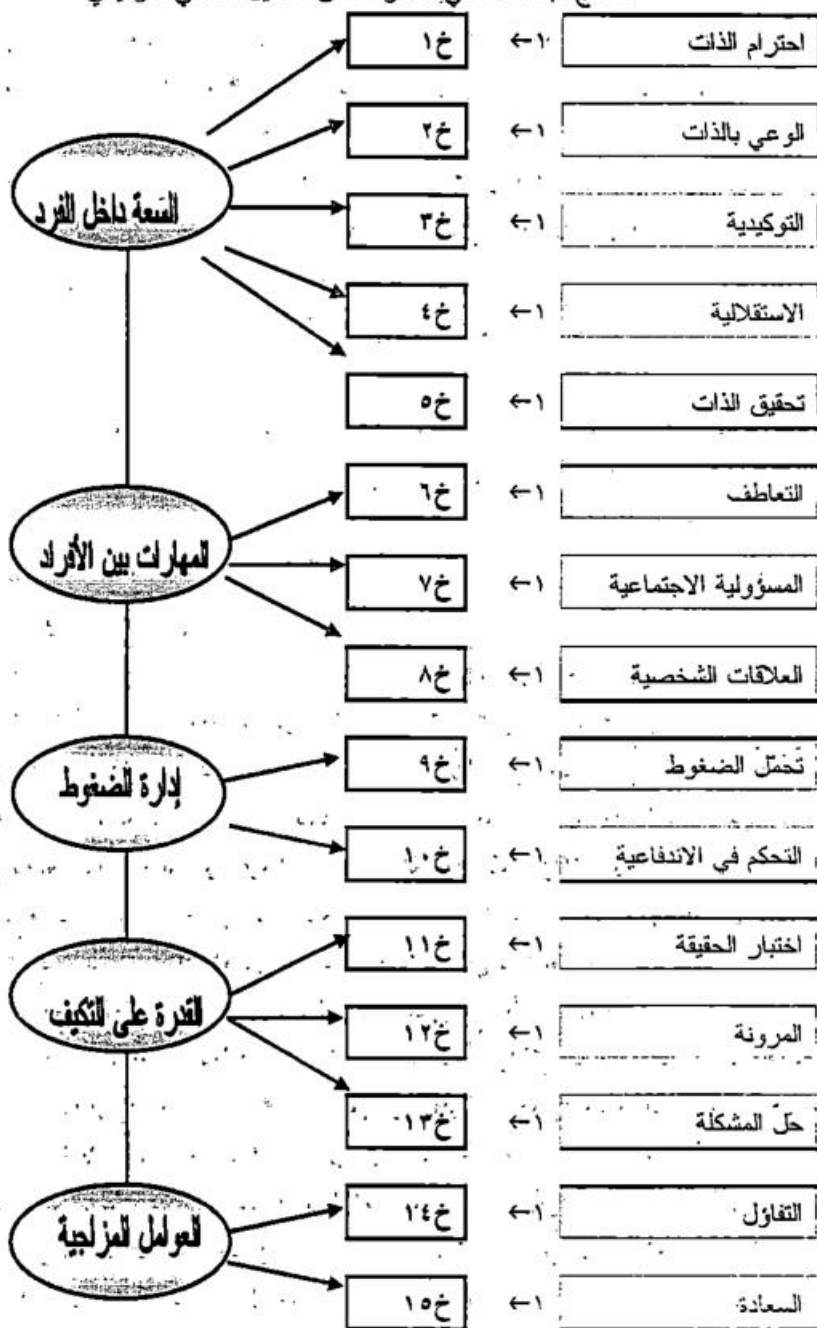 احترام الذات ١← خ١
الوعي بالذات ١← خ٢
السعة داخل الفرد
التوكيدية ١← خ٣
الاستقلالية ١← خ٤
تحقيق الذات ١← خ٥
التعاطف ١← خ٦
المهارات بين الأفراد
المسؤولية الاجتماعية ١← خ٧
العلاقات الشخصية ١← خ٨
تحمّل الضغوط ١← خ٩
إدارة الضغوط
التحكم في الاندفاعية ١← خ١٠
اختبار الحقيقة ١← خ١١
القدرة على التكيف
المرونة ١← خ١٢
حلّ المشكلة ١← خ١٣
التفاؤل ١← خ١٤
العوامل المزاجية
السعادة ١← خ١٥